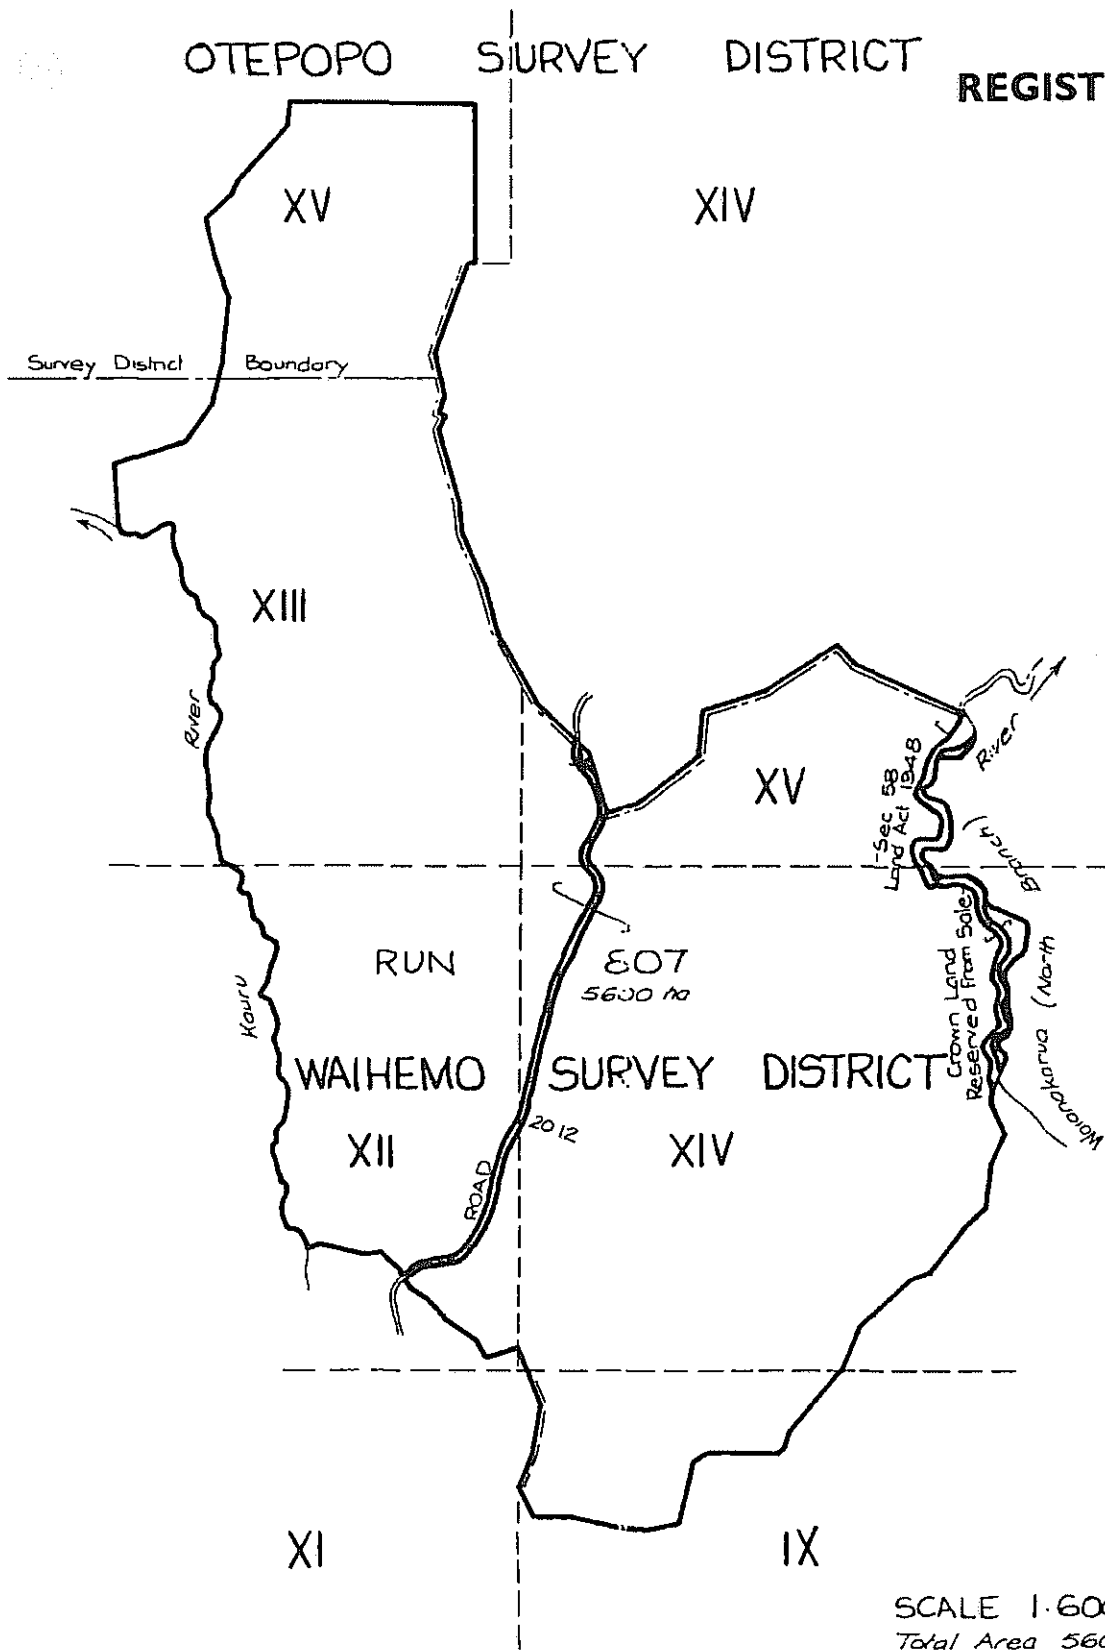 OTEPOPO SURVEY DISTRICT
REGIST
XV
XIV
Survey District Boundary
XIII
River
River
XV
Sec 58
Land Act 1948
Branch)
RUN 807
5600 ha
Kauru
Crown Land
Reserved From Sale
Waianakarua (North
WAIHEMO SURVEY DISTRICT
2012
XII
XIV
ROAD
XI
IX
SCALE 1:600
Total Area 560